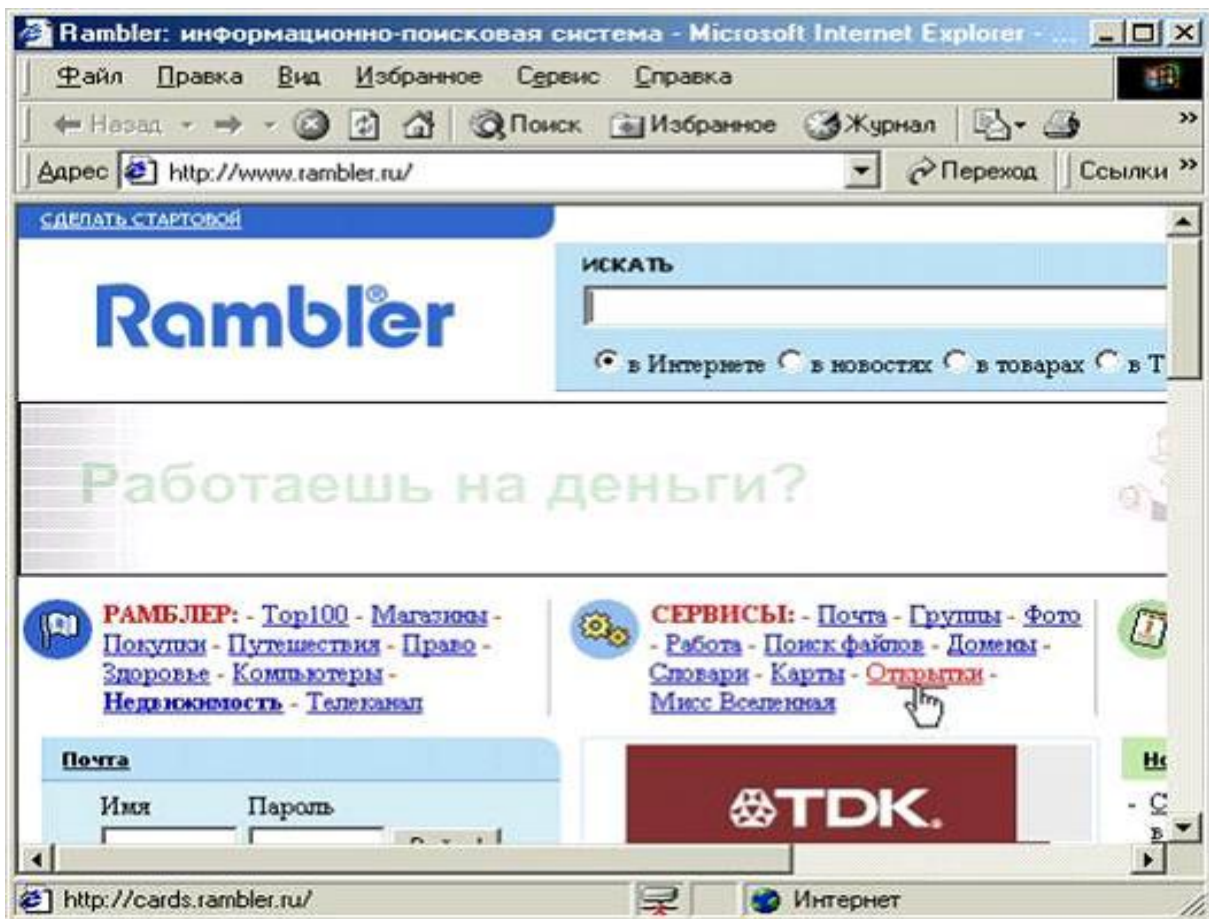 Rambler: информационно-поисковая система - Microsoft Internet Explorer - ...
Файл Правка Вид Избранное Сервис Справка
Назад Поиск Избранное Журнал »
Адрес http://www.rambler.ru/ Переход Ссылки »
СДЕЛАТЬ СТАРТОВОЙ
ИСКАТЬ
Rambler®
в Интернете в новостях в товарах в Т
Работаешь на деньги?
РАМБЛЕР: - Top100 - Магазины -
Покупки - Путешествия - Право -
Здоровье - Компьютеры -
Недвижимость - Телеканал
СЕРВИСЫ: - Почта - Группы - Фото
- Работа - Поиск файлов - Домены -
Словари - Карты - Открытки -
Мисс Вселенная
Почта
Имя Пароль
TDK.
Но
- С
в
http://cards.rambler.ru/ Интернет